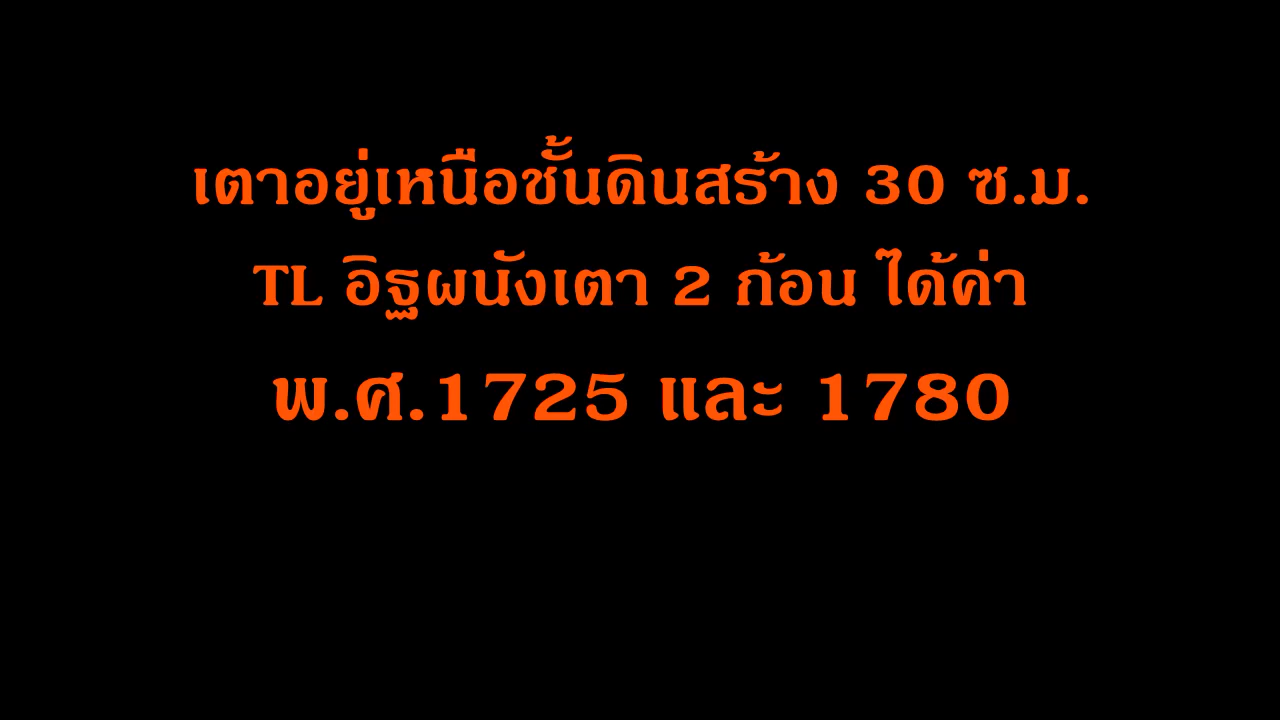 เตาอยู่เหนือชั้นดินสร้าง 30 ซ.ม.
TL อิฐผนังเตา 2 ก้อน ได้ค่า
พ.ศ.1725 และ 1780